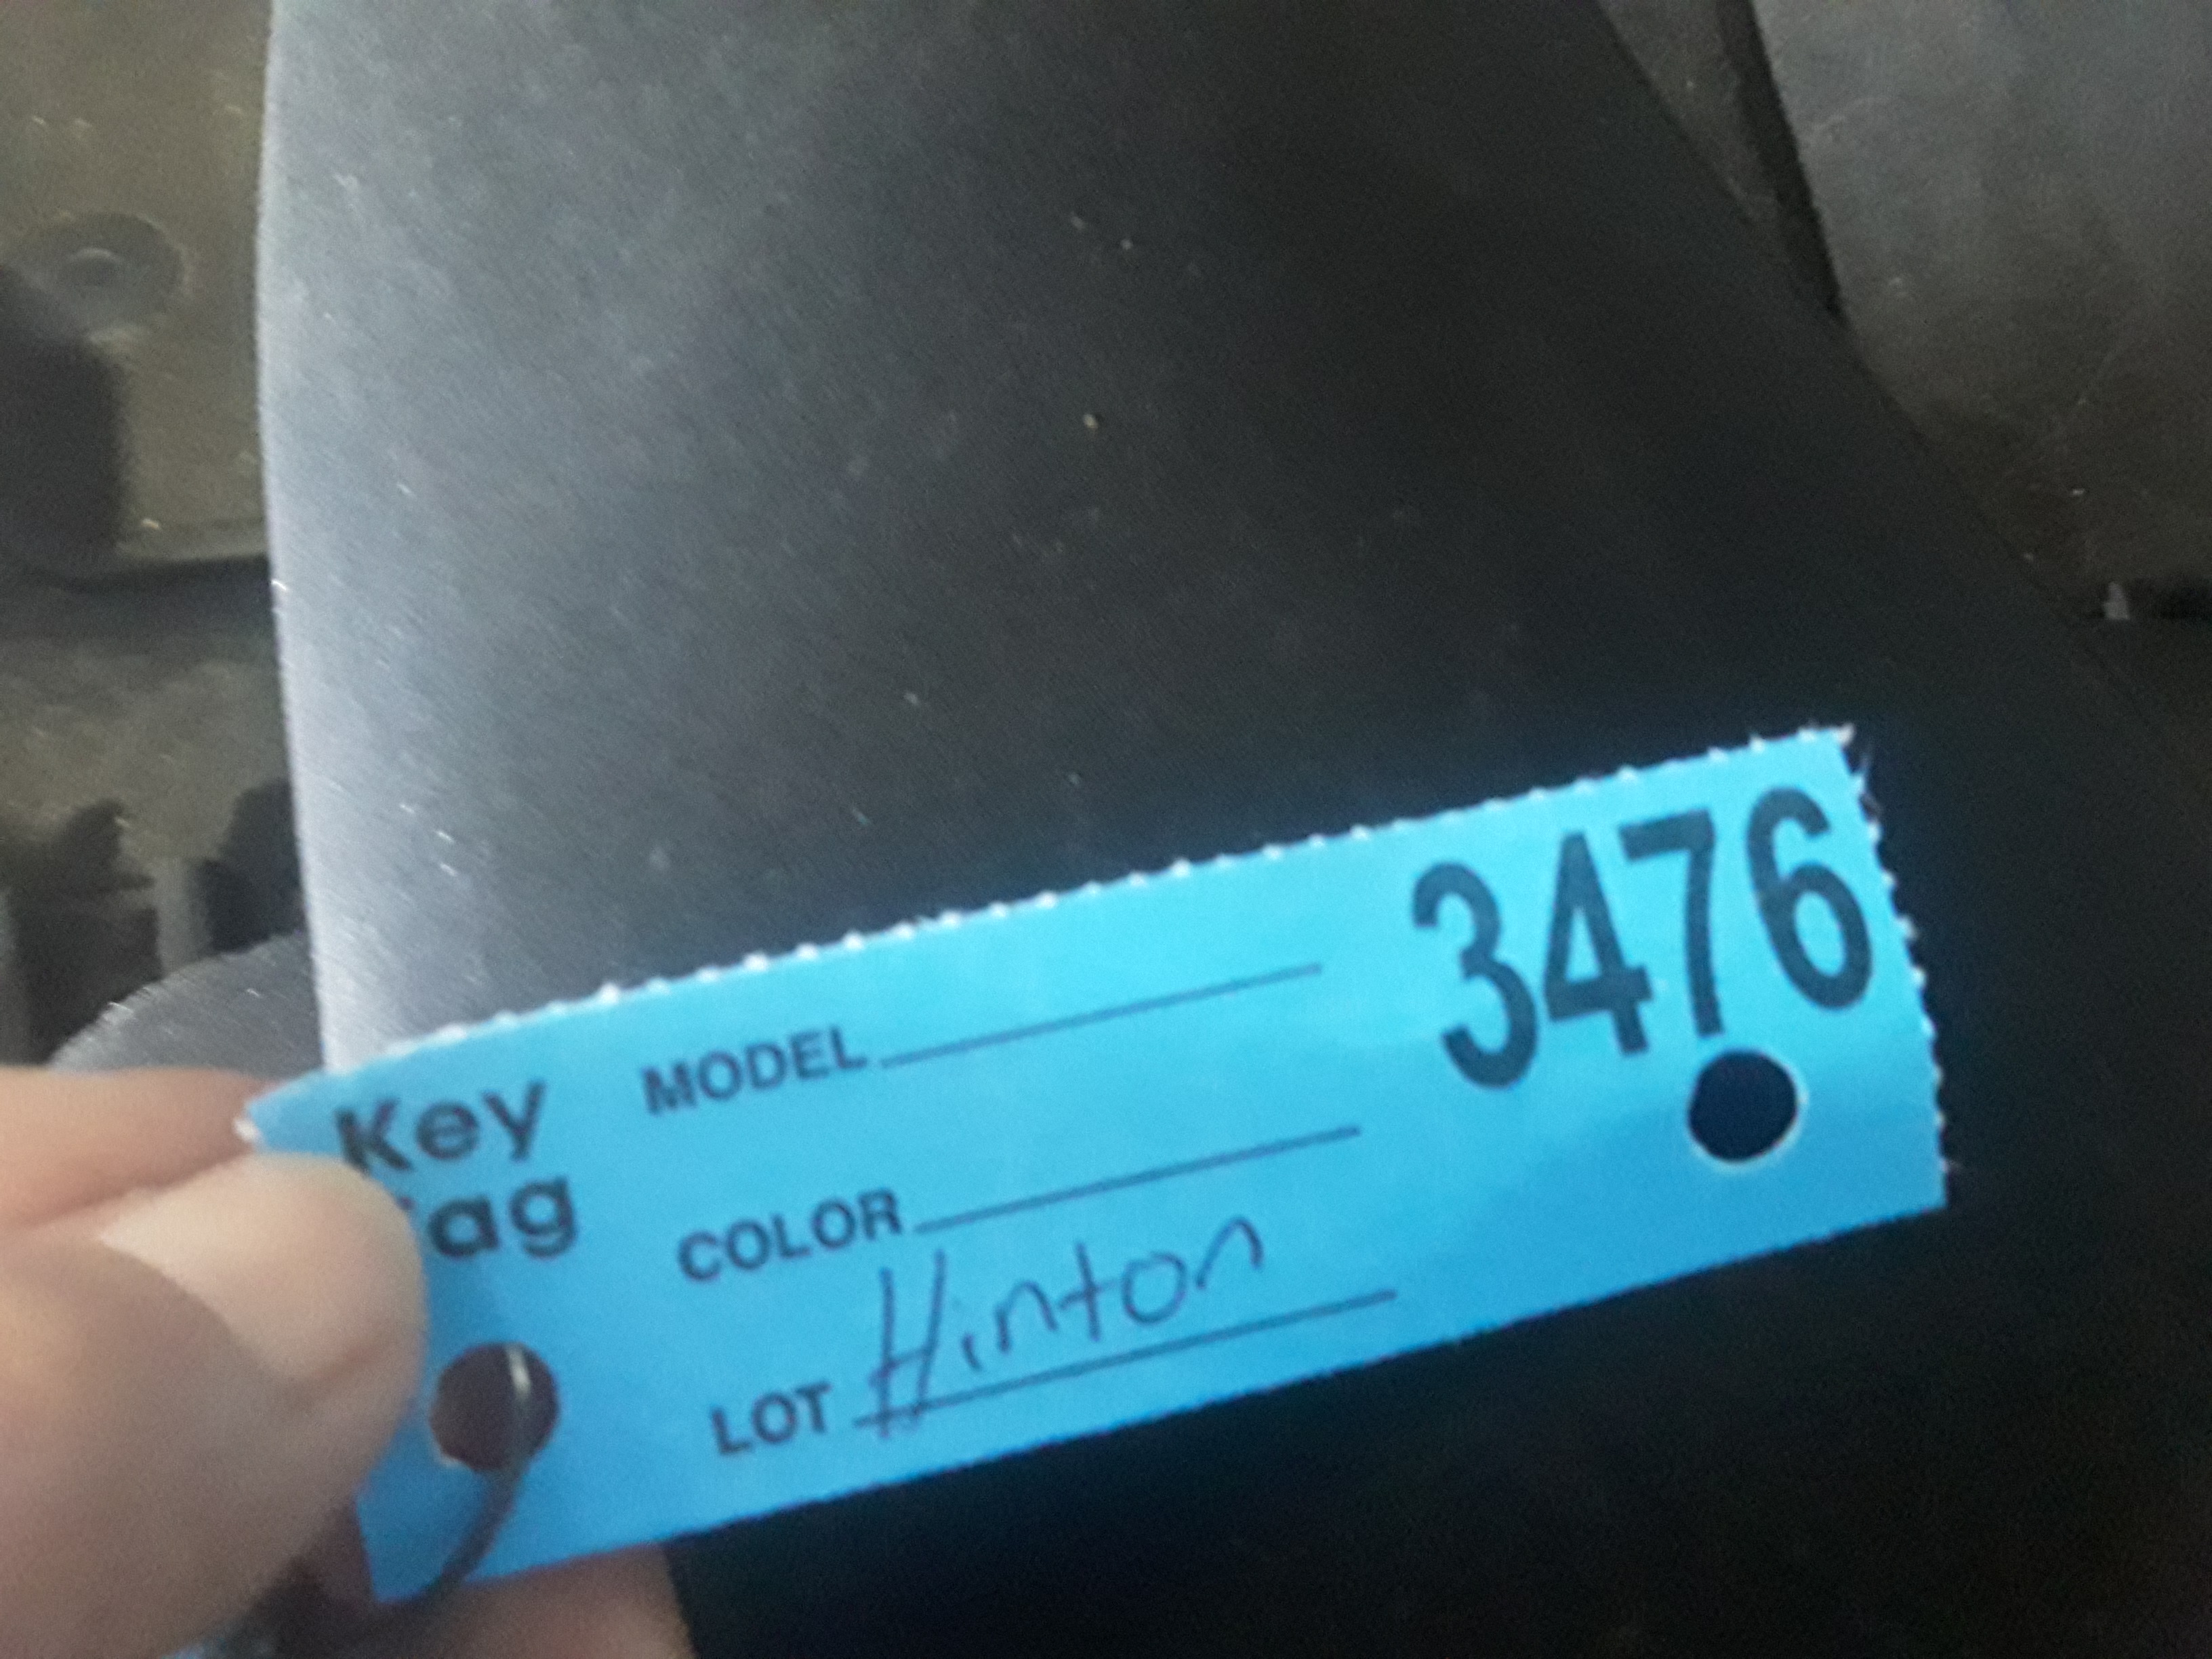 3476
Key
Tag
MODEL
COLOR
LOT Hinton